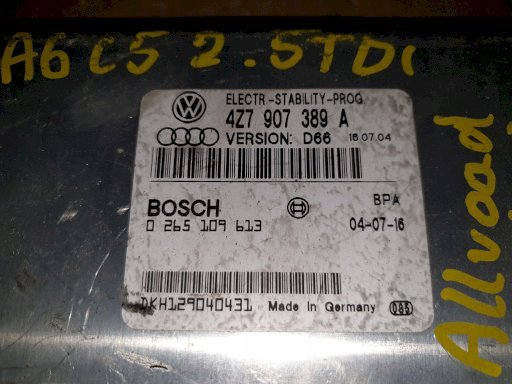 A6 C5 2.5TDI
Allroad
ELECTR-STABILITY-PROG.
4Z7 907 389 A
VERSION: D66 16.07.04
BOSCH BPA
0 265 109 613 04-07-16
DKH129040431 Made in Germany 085